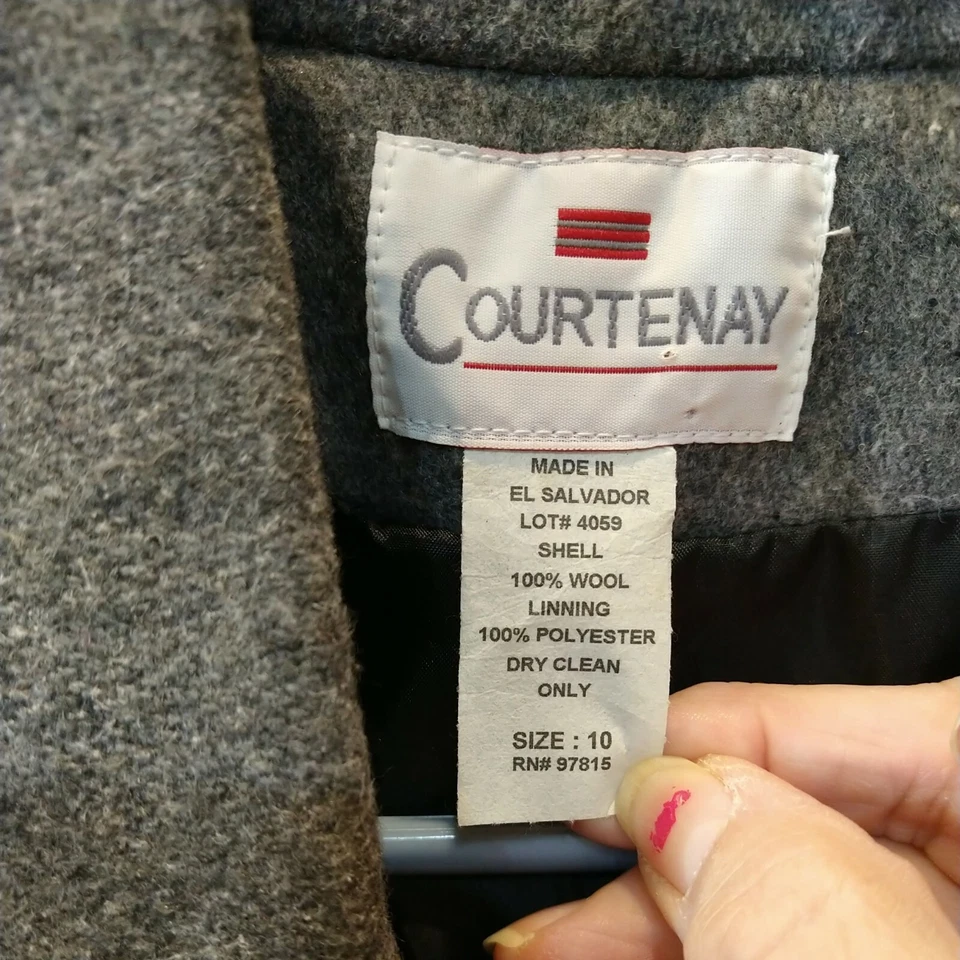 COURTENAY
MADE IN
EL SALVADOR
LOT# 4059
SHELL
100% WOOL
LINNING
100% POLYESTER
DRY CLEAN
ONLY
SIZE : 10
RN# 97815